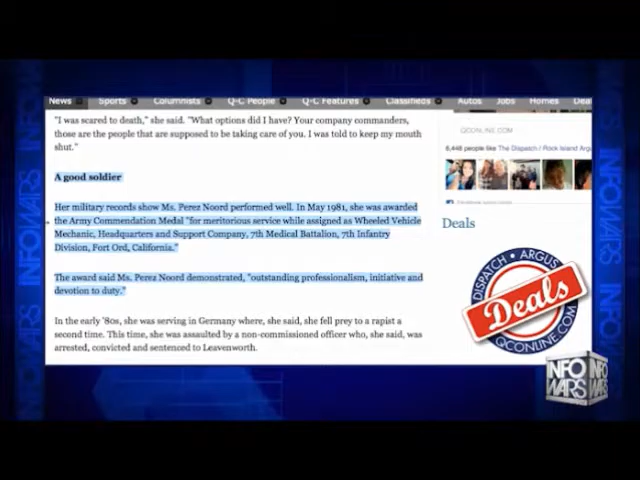 News Sports Columnists Q-C People Q-C Features Classifieds Autos Jobs Homes Deal
"I was scared to death," she said. "What options did I have? Your company commanders,
those are the people that are supposed to be taking care of you. I was told to keep my mouth
shut."
A good soldier
Her military records show Ms. Perez Noord performed well. In May 1981, she was awarded
the Army Commendation Medal "for meritorious service while assigned as Wheeled Vehicle
Mechanic, Headquarters and Support Company, 7th Medical Battalion, 7th Infantry
Division, Fort Ord, California."
The award said Ms. Perez Noord demonstrated, "outstanding professionalism, initiative and
devotion to duty."
In the early '80s, she was serving in Germany where, she said, she fell prey to a rapist a
second time. This time, she was assaulted by a non-commissioned officer who, she said, was
arrested, convicted and sentenced to Leavenworth.
QCONLINE.COM
6,448 people like The Dispatch / Rock Island Argu
Deals
DISPATCH • ARGUS
Deals
QCONLINE.COM
INFO
WARS
INFO
WARS
INFOWARS
INFOWARS